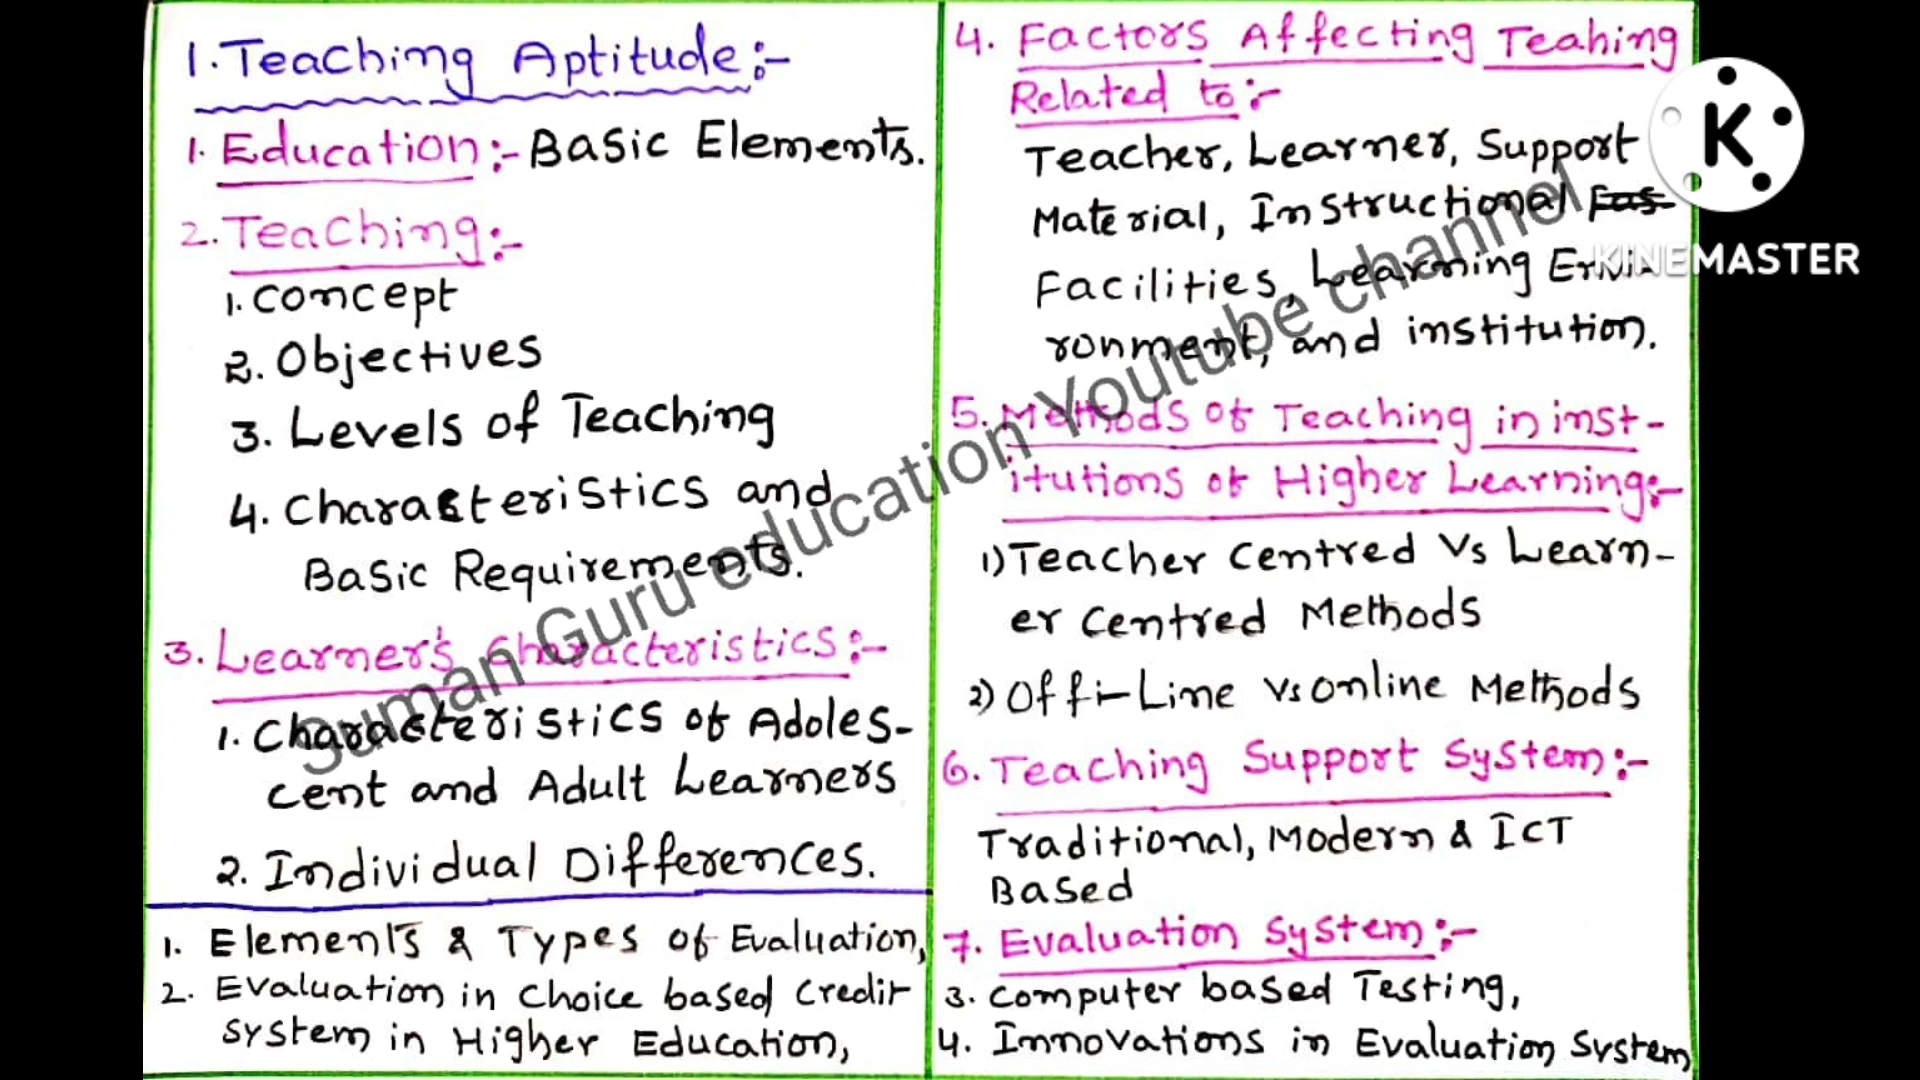 1. Teaching Aptitude:-
1. Education:- Basic Elements.
2. Teaching:-
1. Concept
2. Objectives
3. Levels of Teaching
4. Characteristics and
Basic Requirements.
3. Learner's Characteristics:-
1. Characteristics of Adoles-
cent and Adult Learners
2. Individual Differences.
4. Factors Affecting Teahing
Related to:-
Teacher, Learner, Support
Material, Instructional
Facilities, Learning Envi-
ronment, and institution.
5. Methods of Teaching in inst-
itutions of Higher Learning:-
1) Teacher Centred Vs Learn-
er Centred Methods
2) Off-Line Vs online Methods
6. Teaching Support System:-
Traditional, Modern & ICT
Based
7. Evaluation System:-
1. Elements & Types of Evaluation,
2. Evaluation in Choice based Credit
System in Higher Education,
3. Computer based Testing,
4. Innovations in Evaluation System
Suman Guru education Youtube channel
K
KINEMASTER